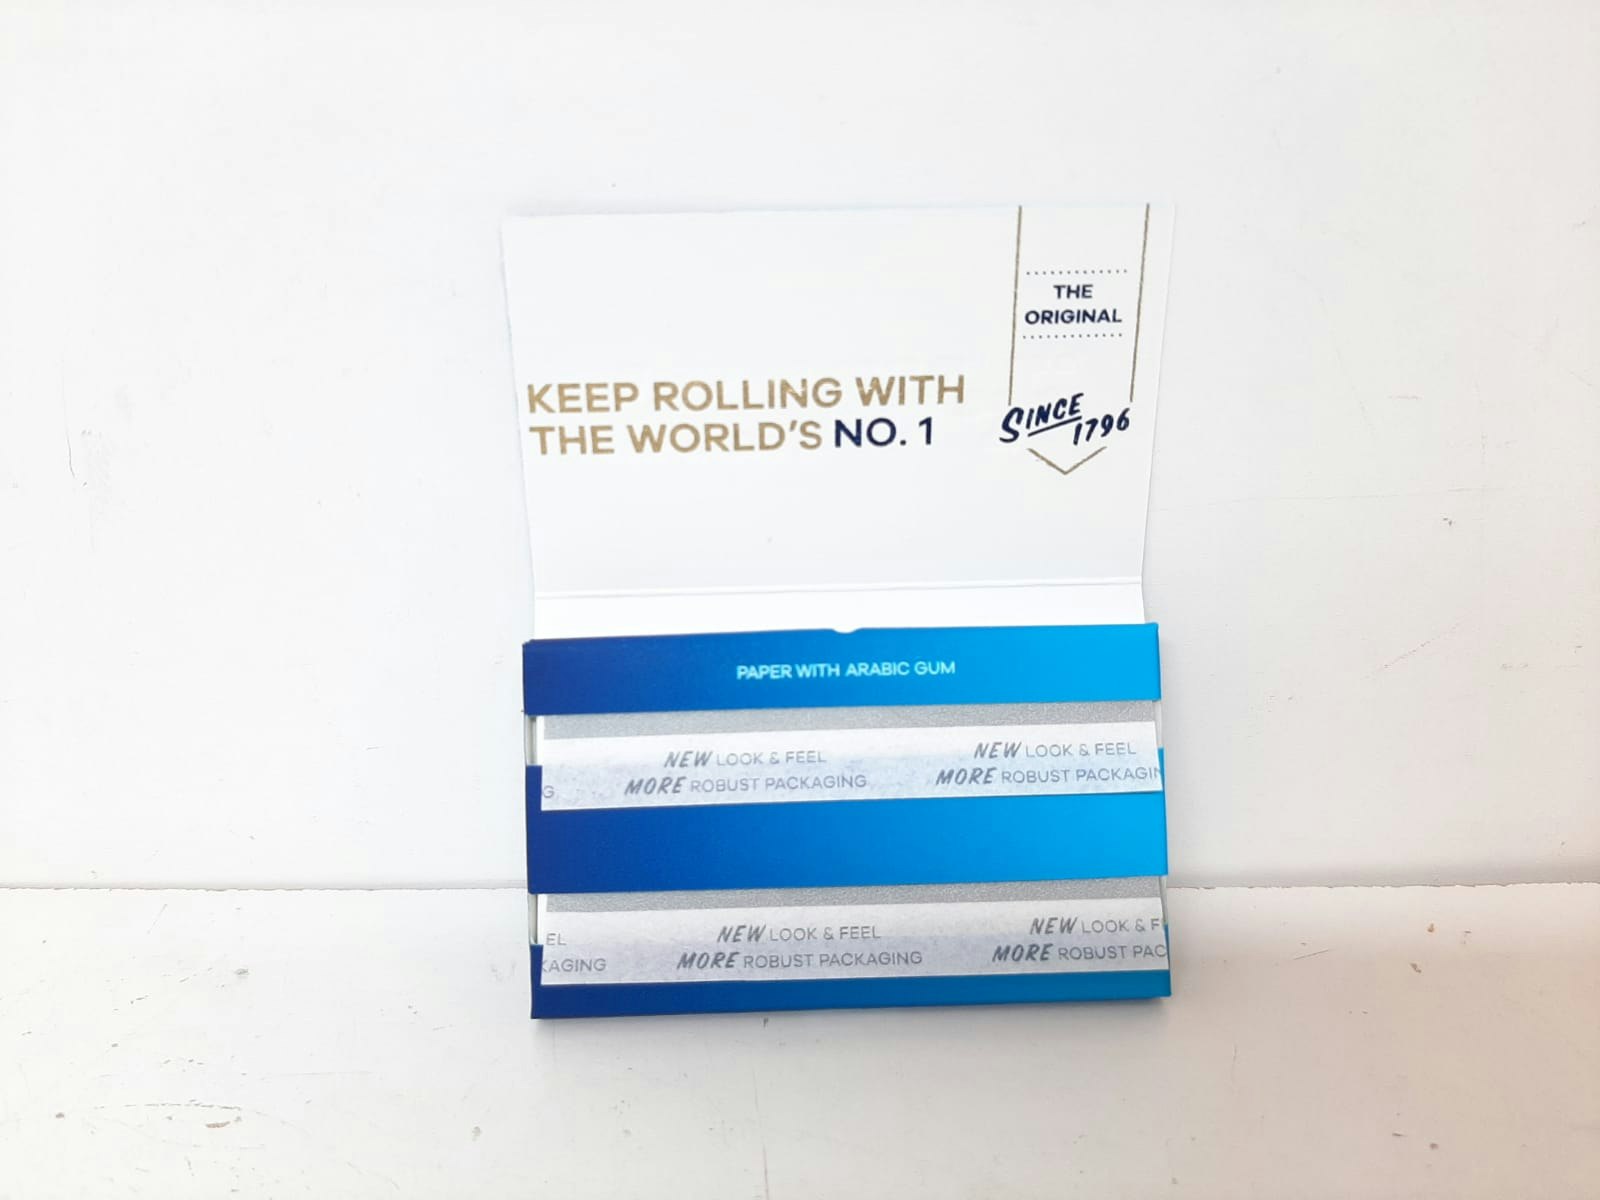 THE
ORIGINAL
KEEP ROLLING WITH
THE WORLD'S NO. 1
SINCE
1796
PAPER WITH ARABIC GUM
NEW LOOK & FEEL NEW LOOK & FEEL
G MORE ROBUST PACKAGING MORE ROBUST PACKAGIN
EL NEW LOOK & FEEL NEW LOOK & F
KAGING MORE ROBUST PACKAGING MORE ROBUST PAC